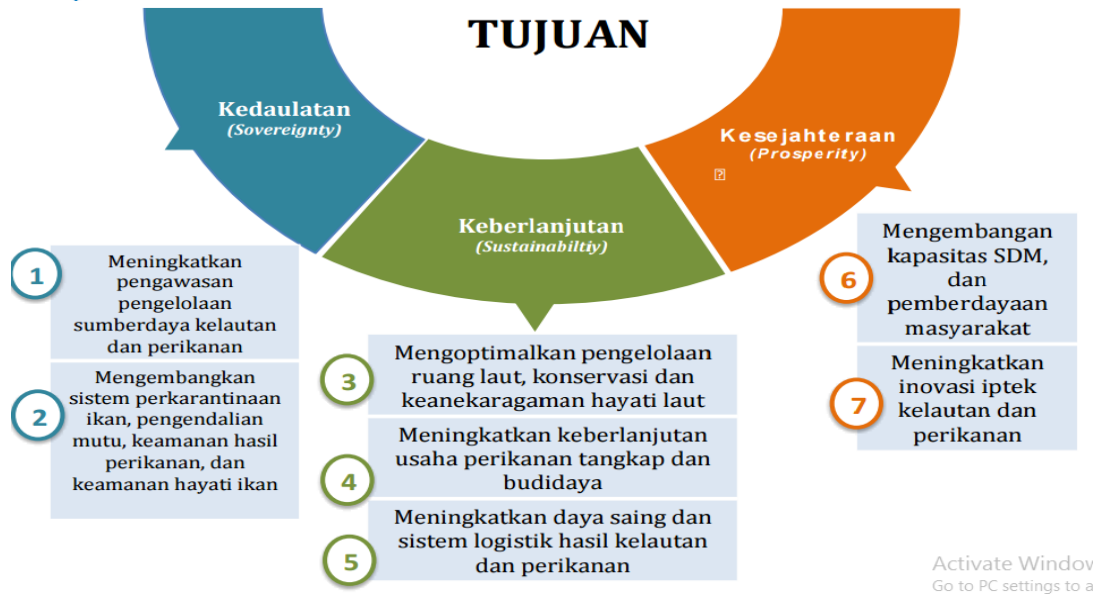 TUJUAN
Kedaulatan
(Sovereignty)
Keberlanjutan
(Sustainabiltiy)
Kesejahteraan
(Prosperity)
1
Meningkatkan
pengawasan
pengelolaan
sumberdaya kelautan
dan perikanan
2
Mengembangkan
sistem perkarantinaan
ikan, pengendalian
mutu, keamanan hasil
perikanan, dan
keamanan hayati ikan
3
Mengoptimalkan pengelolaan
ruang laut, konservasi dan
keanekaragaman hayati laut
4
Meningkatkan keberlanjutan
usaha perikanan tangkap dan
budidaya
5
Meningkatkan daya saing dan
sistem logistik hasil kelautan
dan perikanan
6
Mengembangan
kapasitas SDM,
dan
pemberdayaan
masyarakat
7
Meningkatkan
inovasi iptek
kelautan dan
perikanan
Activate Window
Go to PC settings to a